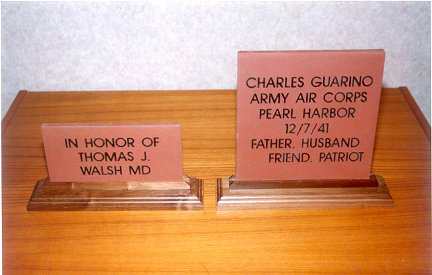 IN HONOR OF
THOMAS J.
WALSH MD
CHARLES GUARINO
ARMY AIR CORPS
PEARL HARBOR
12/7/41
FATHER, HUSBAND
FRIEND, PATRIOT